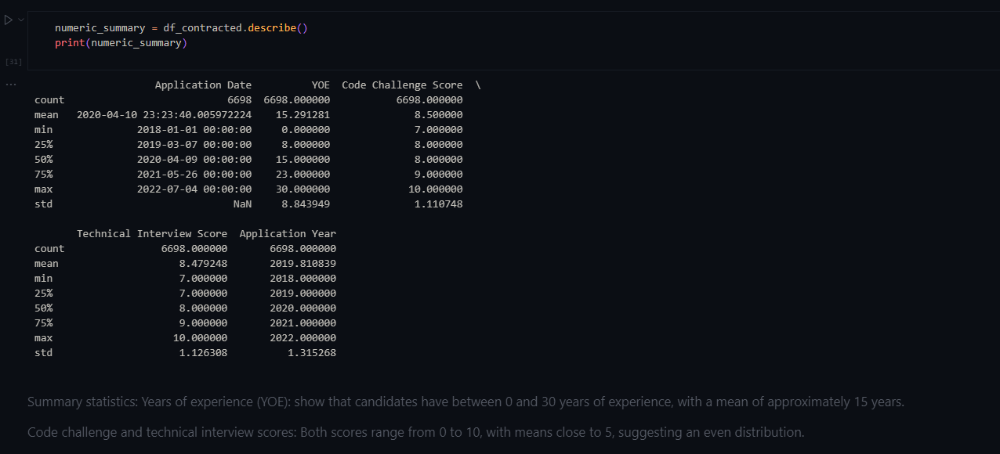 numeric_summary = df_contracted.describe()
print(numeric_summary)
[31]
...
Application Date YOE Code Challenge Score \
count 6698 6698.000000 6698.000000
mean 2020-04-10 23:23:40.005972224 15.291281 8.500000
min 2018-01-01 00:00:00 0.000000 7.000000
25% 2019-03-07 00:00:00 8.000000 8.000000
50% 2020-04-09 00:00:00 15.000000 8.000000
75% 2021-05-26 00:00:00 23.000000 9.000000
max 2022-07-04 00:00:00 30.000000 10.000000
std NaN 8.843949 1.110748
Technical Interview Score Application Year
count 6698.000000 6698.000000
mean 8.479248 2019.810839
min 7.000000 2018.000000
25% 7.000000 2019.000000
50% 8.000000 2020.000000
75% 9.000000 2021.000000
max 10.000000 2022.000000
std 1.126308 1.315268
Summary statistics: Years of experience (YOE): show that candidates have between 0 and 30 years of experience, with a mean of approximately 15 years.
Code challenge and technical interview scores: Both scores range from 0 to 10, with means close to 5, suggesting an even distribution.